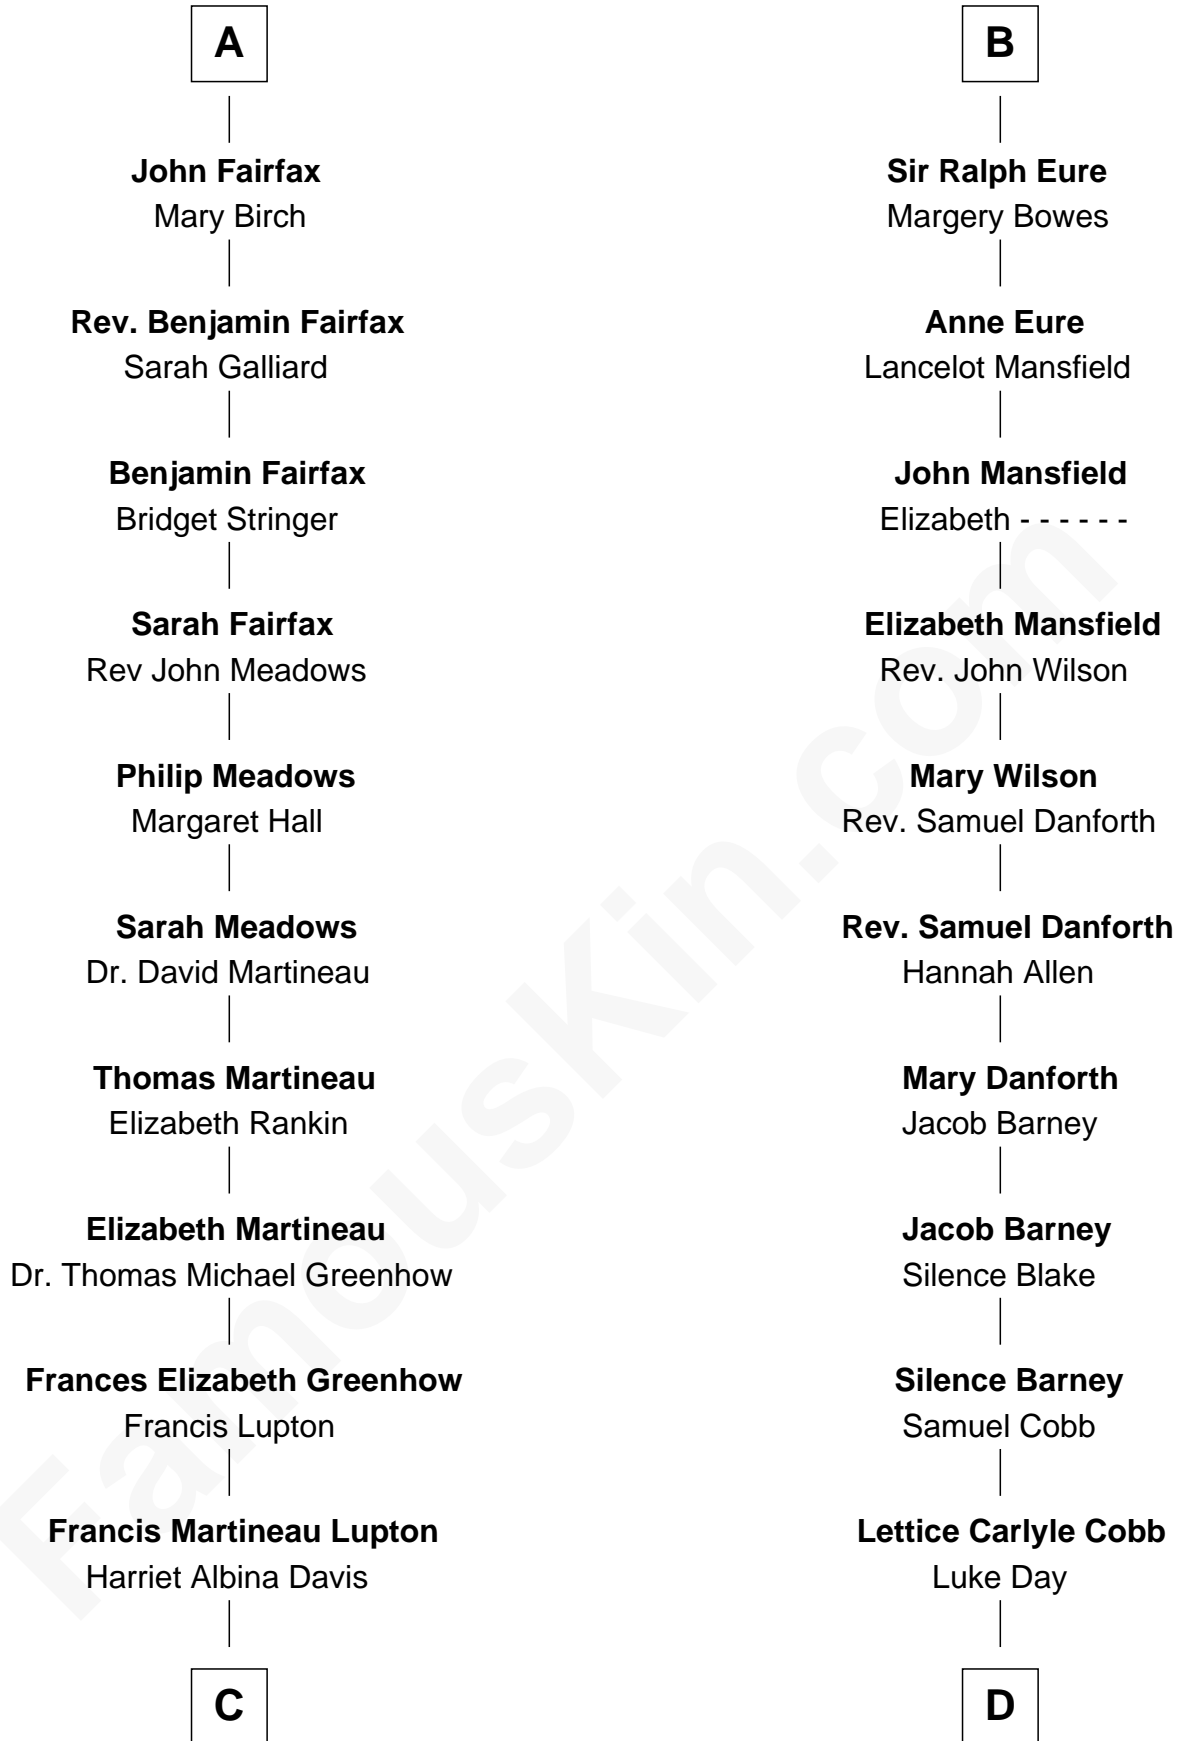 A
John Fairfax
Mary Birch
Rev. Benjamin Fairfax
Sarah Galliard
Benjamin Fairfax
Bridget Stringer
Sarah Fairfax
Rev John Meadows
Philip Meadows
Margaret Hall
Sarah Meadows
Dr. David Martineau
Thomas Martineau
Elizabeth Rankin
Elizabeth Martineau
Dr. Thomas Michael Greenhow
Frances Elizabeth Greenhow
Francis Lupton
Francis Martineau Lupton
Harriet Albina Davis
C
B
Sir Ralph Eure
Margery Bowes
Anne Eure
Lancelot Mansfield
John Mansfield
Elizabeth - - - - - -
Elizabeth Mansfield
Rev. John Wilson
Mary Wilson
Rev. Samuel Danforth
Rev. Samuel Danforth
Hannah Allen
Mary Danforth
Jacob Barney
Jacob Barney
Silence Blake
Silence Barney
Samuel Cobb
Lettice Carlyle Cobb
Luke Day
D
FamousKin.com